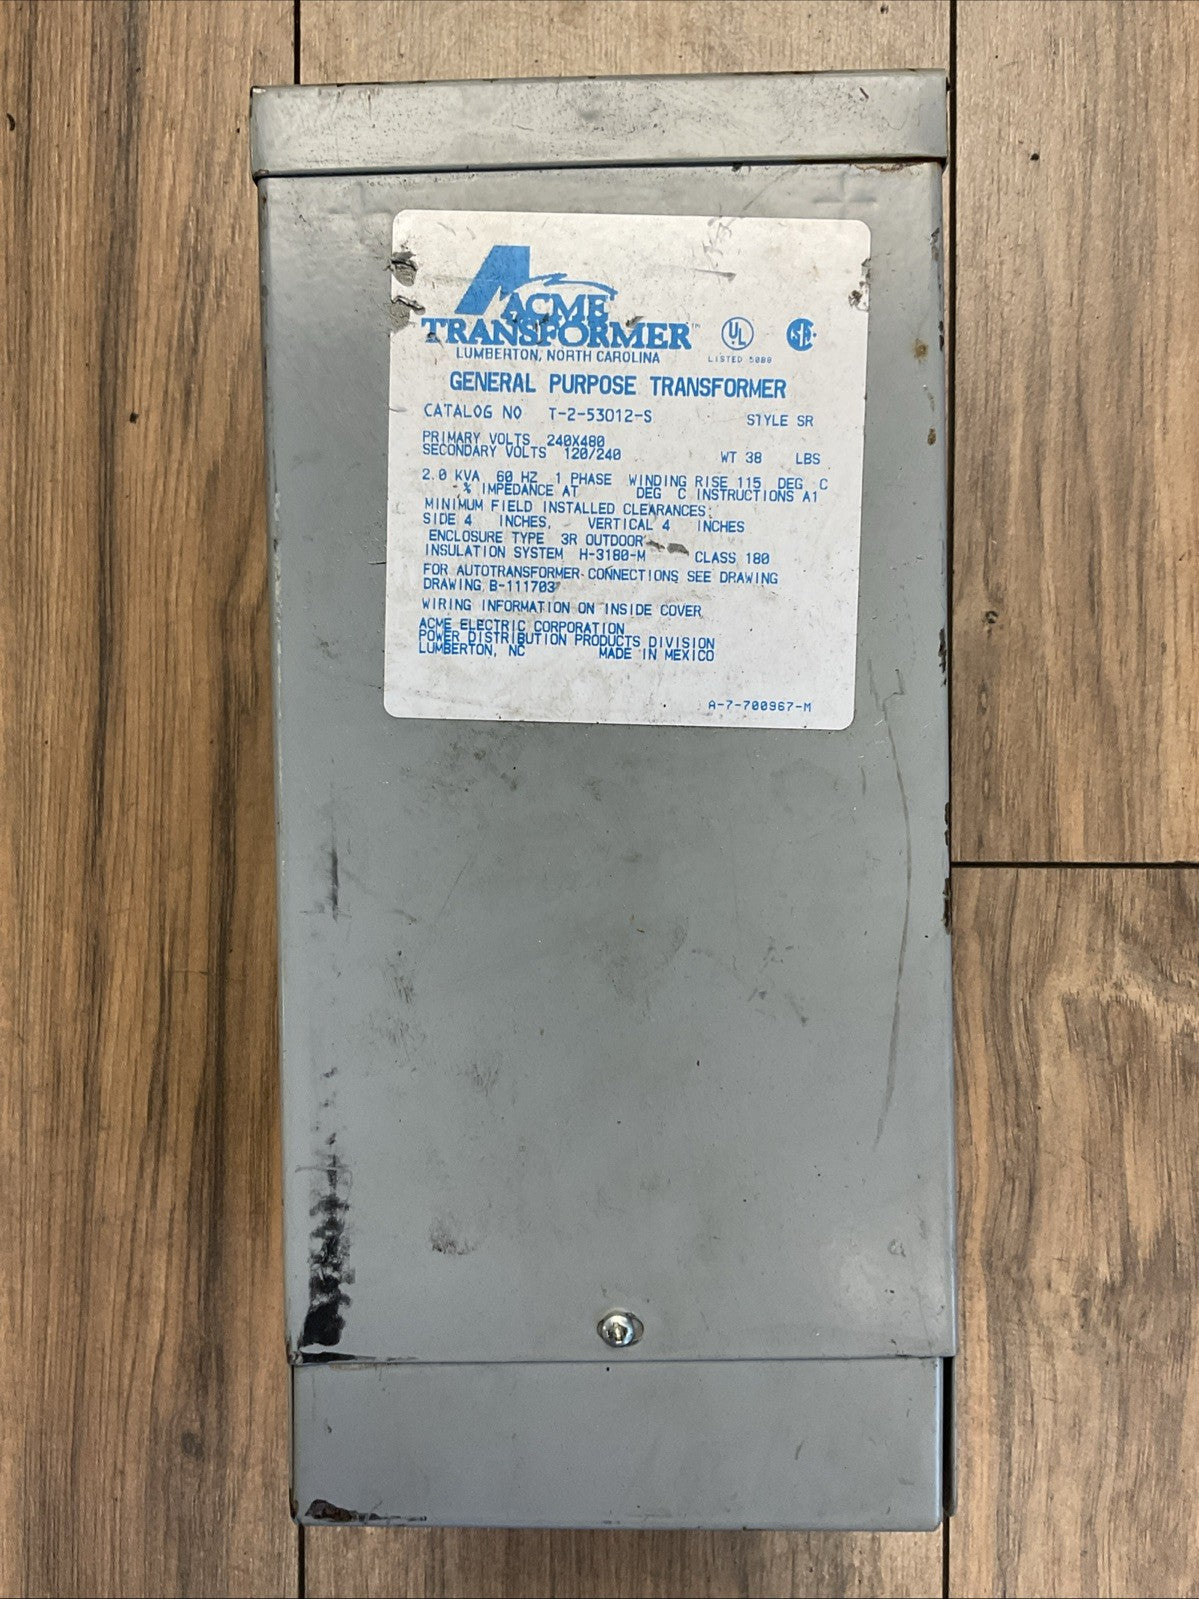 ACME
TRANSFORMER™
LUMBERTON, NORTH CAROLINA
UL
LISTED 5088
GENERAL PURPOSE TRANSFORMER
CATALOG NO T-2-53012-S STYLE SR
PRIMARY VOLTS 240X480
SECONDARY VOLTS 120/240 WT 38 LBS
2.0 KVA 60 HZ 1 PHASE WINDING RISE 115 DEG C
- % IMPEDANCE AT DEG C INSTRUCTIONS A1
MINIMUM FIELD INSTALLED CLEARANCES:
SIDE 4 INCHES, VERTICAL 4 INCHES
ENCLOSURE TYPE 3R OUTDOOR
INSULATION SYSTEM H-3180-M CLASS 180
FOR AUTOTRANSFORMER CONNECTIONS SEE DRAWING
DRAWING B-111703
WIRING INFORMATION ON INSIDE COVER
ACME ELECTRIC CORPORATION
POWER DISTRIBUTION PRODUCTS DIVISION
LUMBERTON, NC MADE IN MEXICO
A-7-700967-M